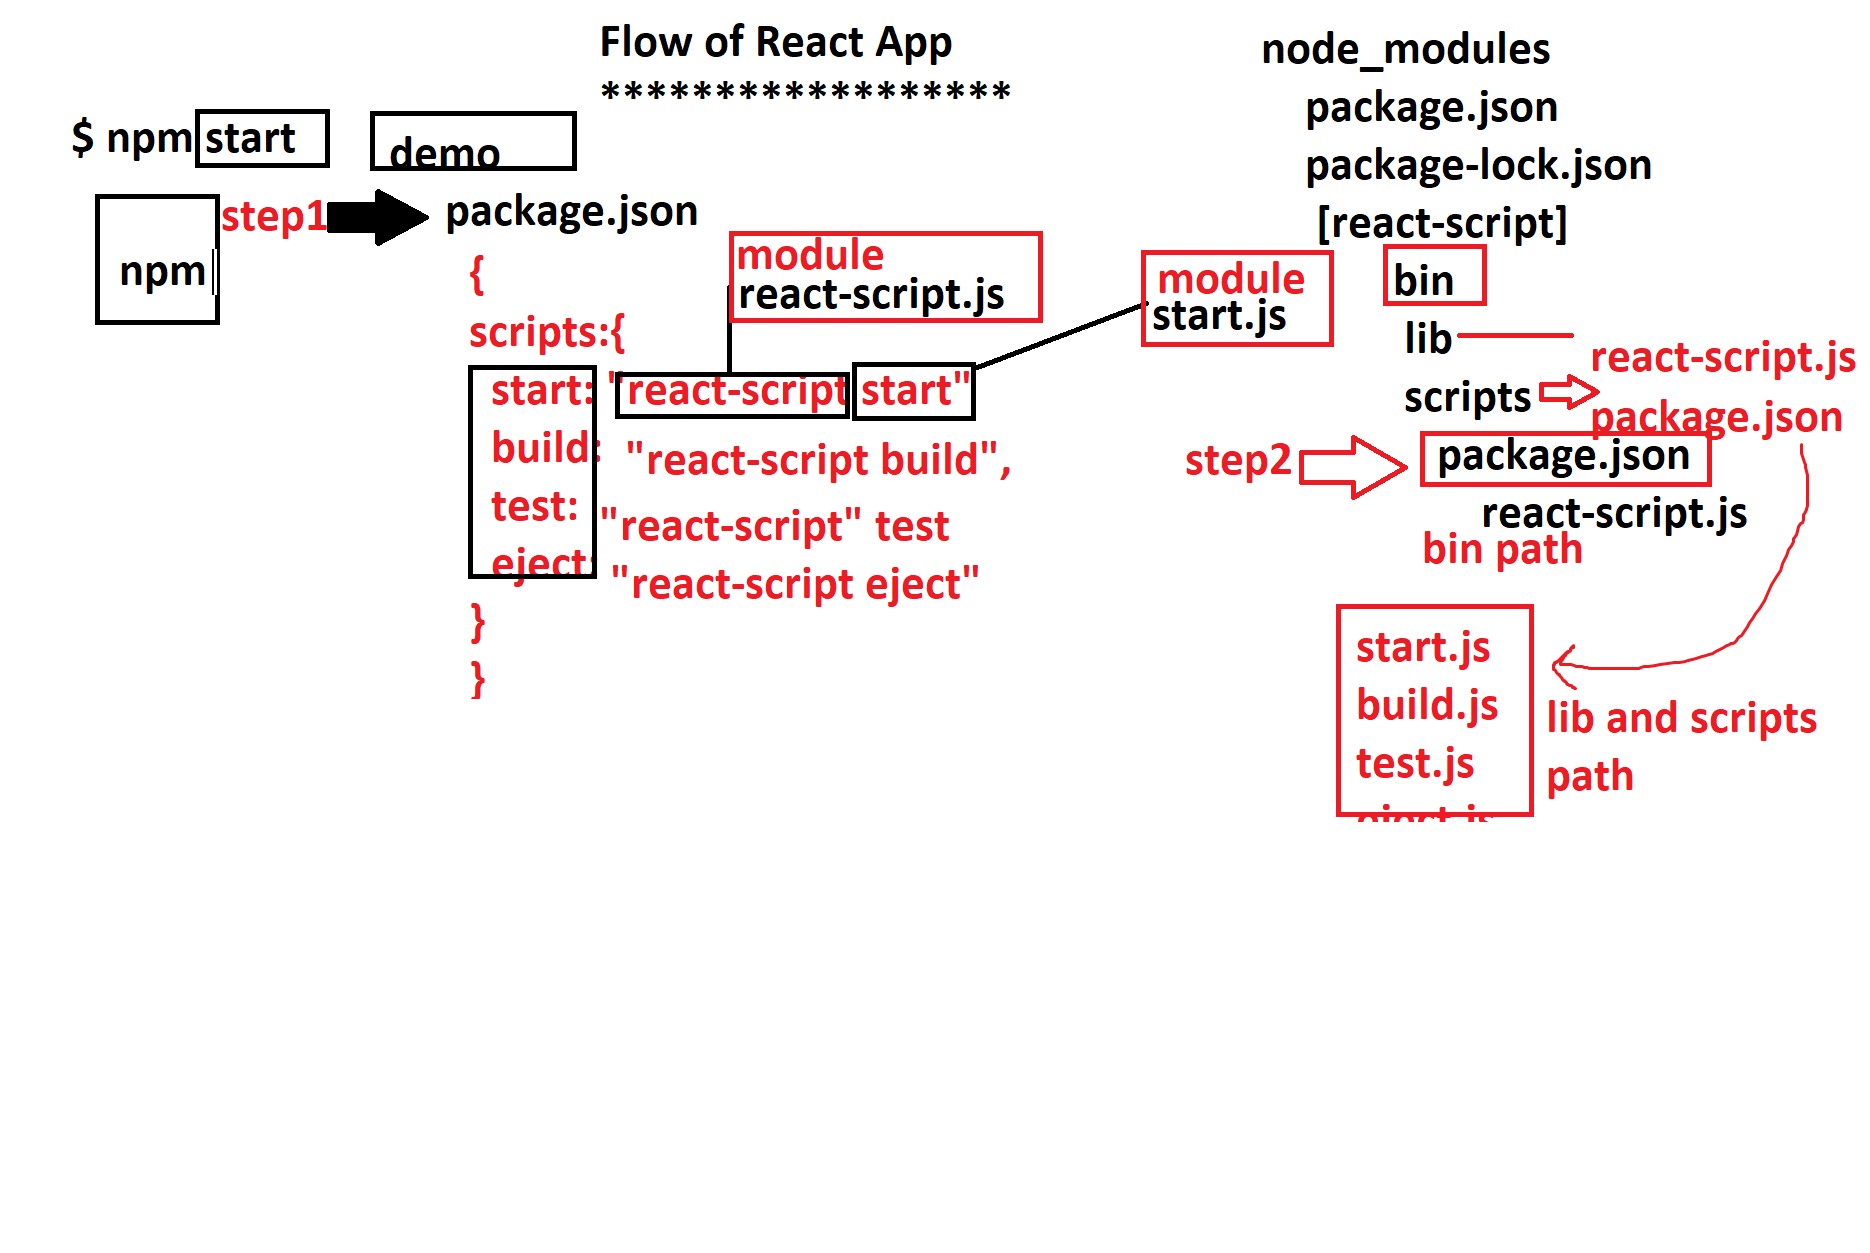 Flow of React App
******************
$ npm start
demo
npm
step1
package.json
{
scripts:{
start: "react-script start"
build: "react-script build",
test: "react-script" test
eject: "react-script eject"
}
}
module
react-script.js
module
start.js
node_modules
package.json
package-lock.json
[react-script]
bin
lib
react-script.js
scripts
package.json
step2
package.json
react-script.js
bin path
start.js
build.js
test.js
eject.js
lib and scripts
path